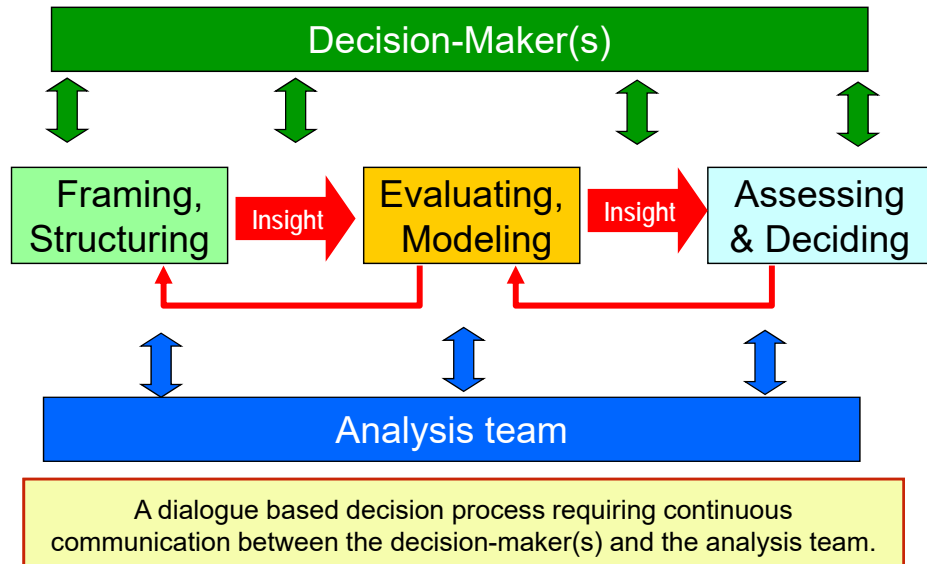 Decision-Maker(s)
Framing,
Structuring
Insight
Evaluating,
Modeling
Insight
Assessing
& Deciding
Analysis team
A dialogue based decision process requiring continuous
communication between the decision-maker(s) and the analysis team.